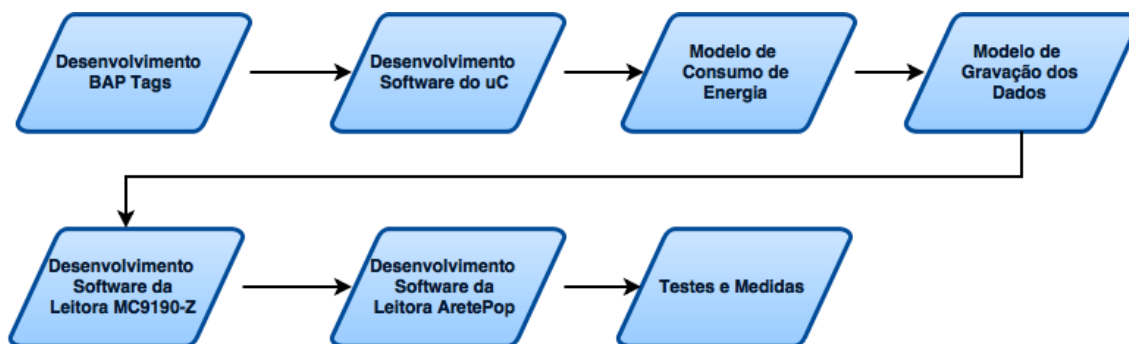 Desenvolvimento
BAP Tags
Desenvolvimento
Software do uC
Modelo de
Consumo de
Energia
Modelo de
Gravação dos
Dados
Desenvolvimento
Software da
Leitora MC9190-Z
Desenvolvimento
Software da
Leitora AretePop
Testes e Medidas